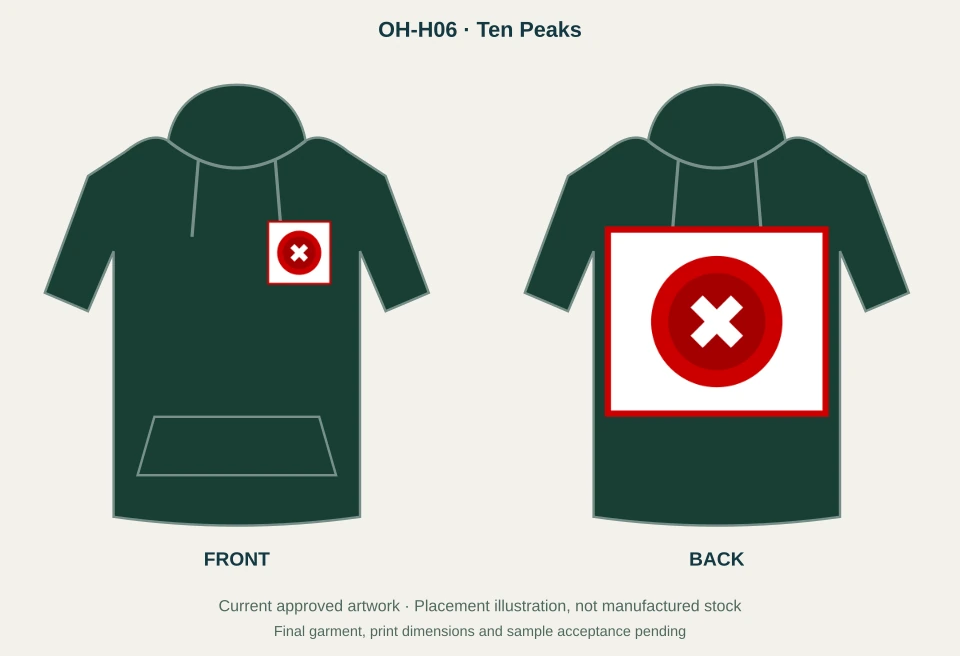 OH-H06 · Ten Peaks
FRONT
BACK
Current approved artwork · Placement illustration, not manufactured stock
Final garment, print dimensions and sample acceptance pending